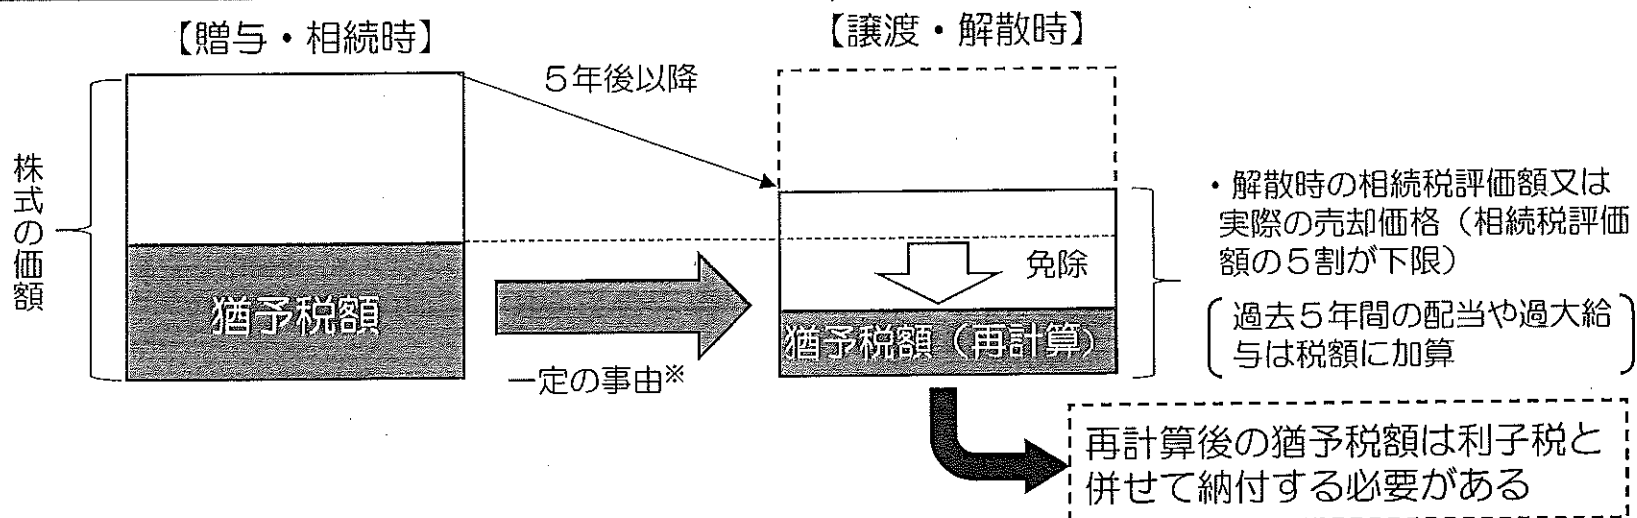 【贈与・相続時】
【譲渡・解散時】
5年後以降
株式の価額
猶予税額
一定の事由※
免除
猶予税額（再計算）
・解散時の相続税評価額又は
実際の売却価格（相続税評価
額の５割が下限）
過去５年間の配当や過大給
与は税額に加算
再計算後の猶予税額は利子税と
併せて納付する必要がある